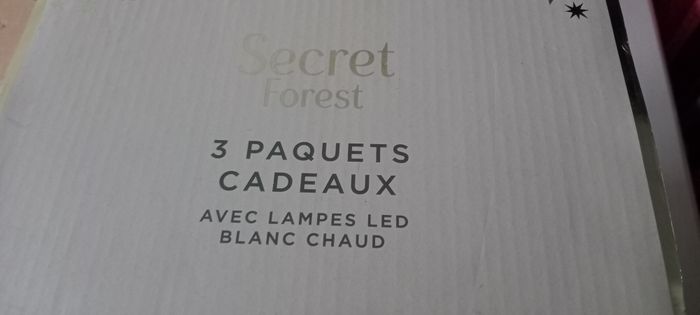 Secret
Forest
3 PAQUETS
CADEAUX
AVEC LAMPES LED
BLANC CHAUD